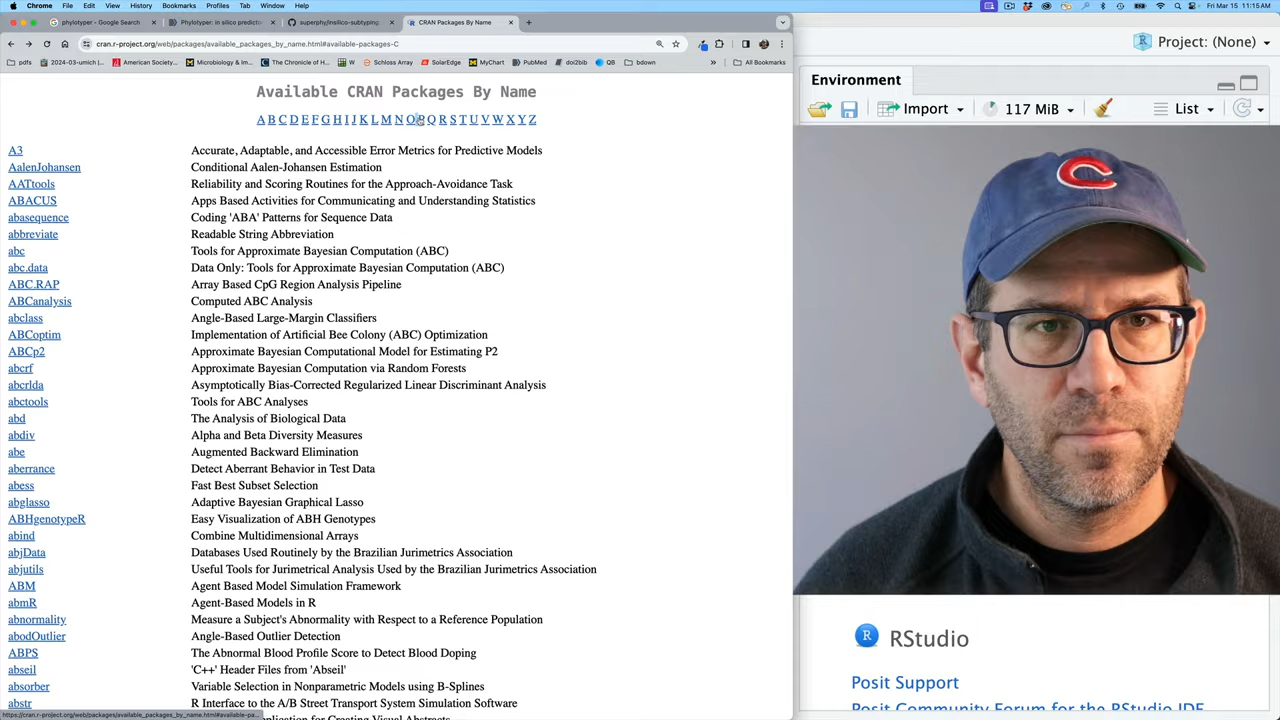 Chrome File Edit View History Bookmarks Profiles Tab Window Help Fri Mar 15 11:15 AM
phylotyper - Google Search
Phylotyper: in silico predicto
superphy/insilico-subtyping:
CRAN Packages By Name
cran.r-project.org/web/packages/available_packages_by_name.html#available-packages-C
pdfs 2024-03-umich American Society... Microbiology and I... The Chronicle of H... W Schloss Array SolarEdge MyChart PubMed doi2bib QB bdown All Bookmarks
Available CRAN Packages By Name
A B C D E F G H I J K L M N O P Q R S T U V W X Y Z
A3 Accurate, Adaptable, and Accessible Error Metrics for Predictive Models
AalenJohansen Conditional Aalen-Johansen Estimation
AATtools Reliability and Scoring Routines for the Approach-Avoidance Task
ABACUS Apps Based Activities for Communicating and Understanding Statistics
abasequence Coding 'ABA' Patterns for Sequence Data
abbreviate Readable String Abbreviation
abc Tools for Approximate Bayesian Computation (ABC)
abc.data Data Only: Tools for Approximate Bayesian Computation (ABC)
ABC.RAP Array Based CpG Region Analysis Pipeline
ABCanalysis Computed ABC Analysis
abclass Angle-Based Large-Margin Classifiers
ABCoptim Implementation of Artificial Bee Colony (ABC) Optimization
ABCp2 Approximate Bayesian Computational Model for Estimating P2
abcrf Approximate Bayesian Computation via Random Forests
abcrlda Asymptotically Bias-Corrected Regularized Linear Discriminant Analysis
abctools Tools for ABC Analyses
abd The Analysis of Biological Data
abdiv Alpha and Beta Diversity Measures
abe Augmented Backward Elimination
aberrance Detect Aberrant Behavior in Test Data
abess Fast Best Subset Selection
abglasso Adaptive Bayesian Graphical Lasso
ABHgenotypeR Easy Visualization of ABH Genotypes
abind Combine Multidimensional Arrays
abjData Databases Used Routinely by the Brazilian Jurimetrics Association
abjutils Useful Tools for Jurimetrical Analysis Used by the Brazilian Jurimetrics Association
ABM Agent Based Model Simulation Framework
abmR Agent-Based Models in R
abnormality Measure a Subject's Abnormality with Respect to a Reference Population
abodOutlier Angle-Based Outlier Detection
ABPS The Abnormal Blood Profile Score to Detect Blood Doping
abseil 'C++' Header Files from 'Abseil'
absorber Variable Selection in Nonparametric Models using B-Splines
abstr R Interface to the A/B Street Transport System Simulation Software
https://cran.r-project.org/web/packages/available_packages_by_name.html#available-pa...
for Creating Visual Abstracts
R Project: (None)
Environment
Import 117 MiB List
C
R RStudio
Posit Support
Posit Community Forum for the RStudio IDE